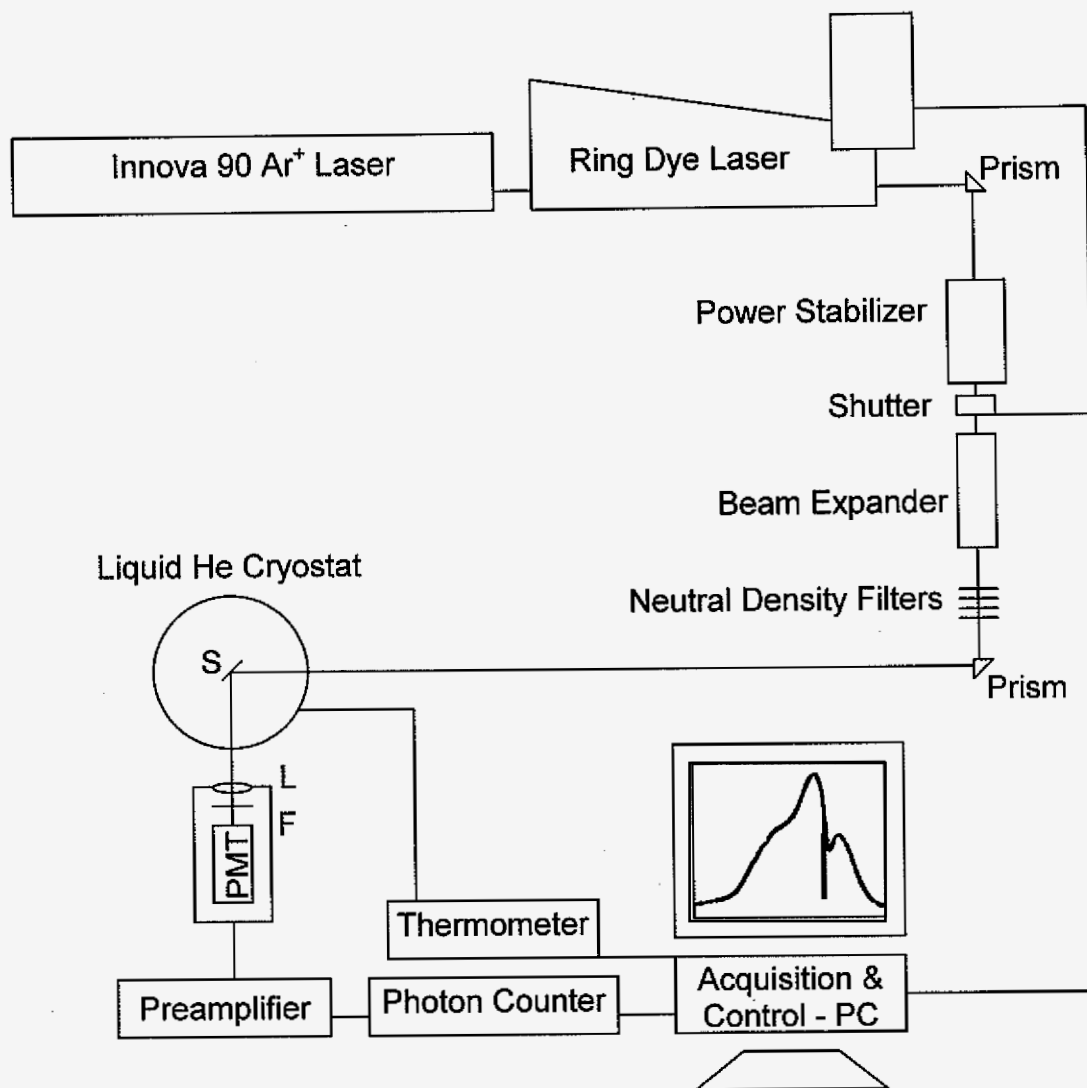 Innova 90 Ar⁺ Laser
Ring Dye Laser
Prism
Power Stabilizer
Shutter
Beam Expander
Liquid He Cryostat
Neutral Density Filters
S
Prism
L
F
PMT
Thermometer
Preamplifier
Photon Counter
Acquisition &
Control - PC